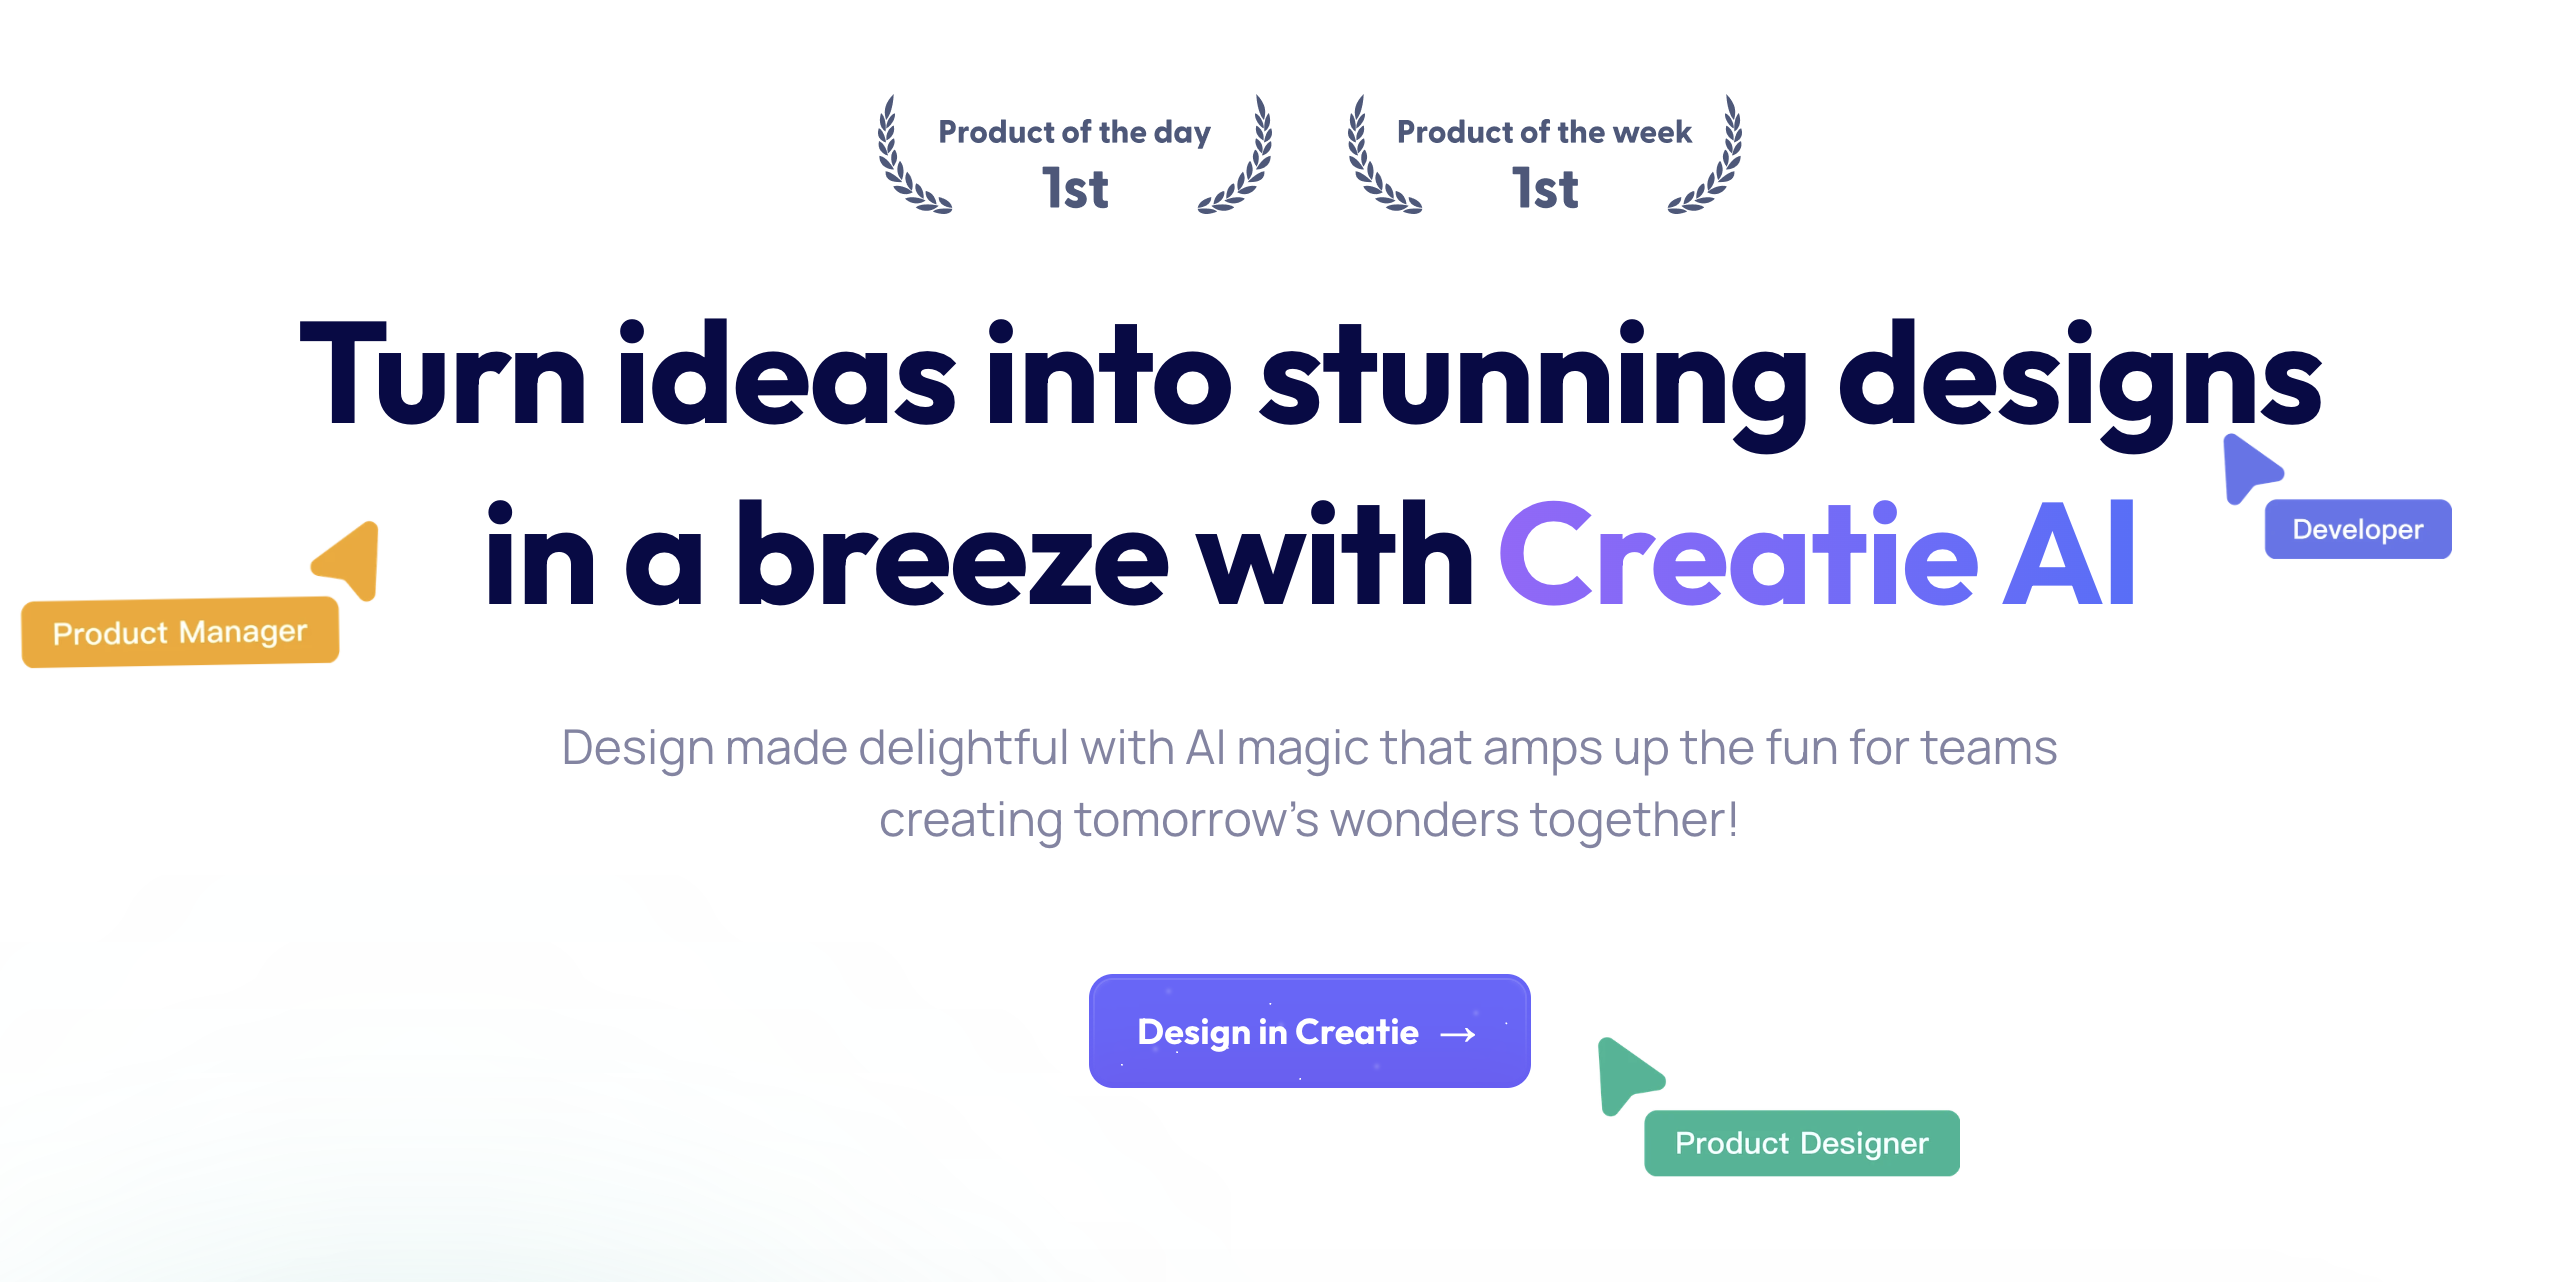 Product of the day
1st
Product of the week
1st
Turn ideas into stunning designs
in a breeze with Creatie AI
Developer
Product Manager
Design made delightful with AI magic that amps up the fun for teams
creating tomorrow’s wonders together!
Design in Creatie →
Product Designer